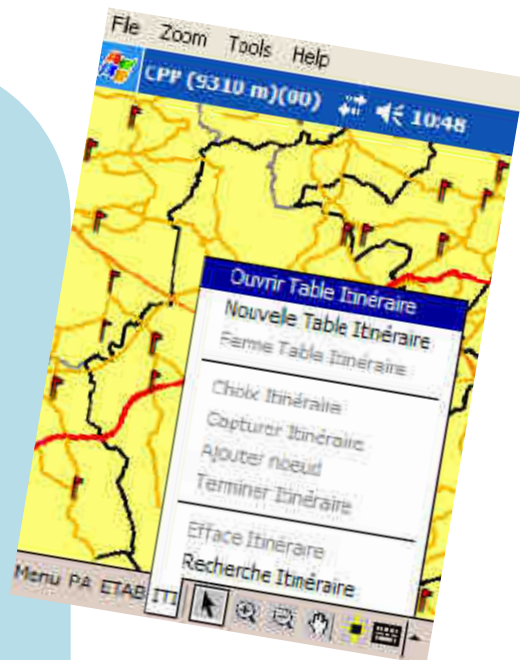 File Zoom Tools Help
CPP (9310 m)(00) 10:48
Ouvrir Table Itinéraire
Nouvelle Table Itinéraire
Ferme Table Itinéraire
Choix Itinéraire
Capturer Itinéraire
Ajouter noeud
Terminer Itinéraire
Efface Itinéraire
Recherche Itinéraire
Menu PA ETAB ITI